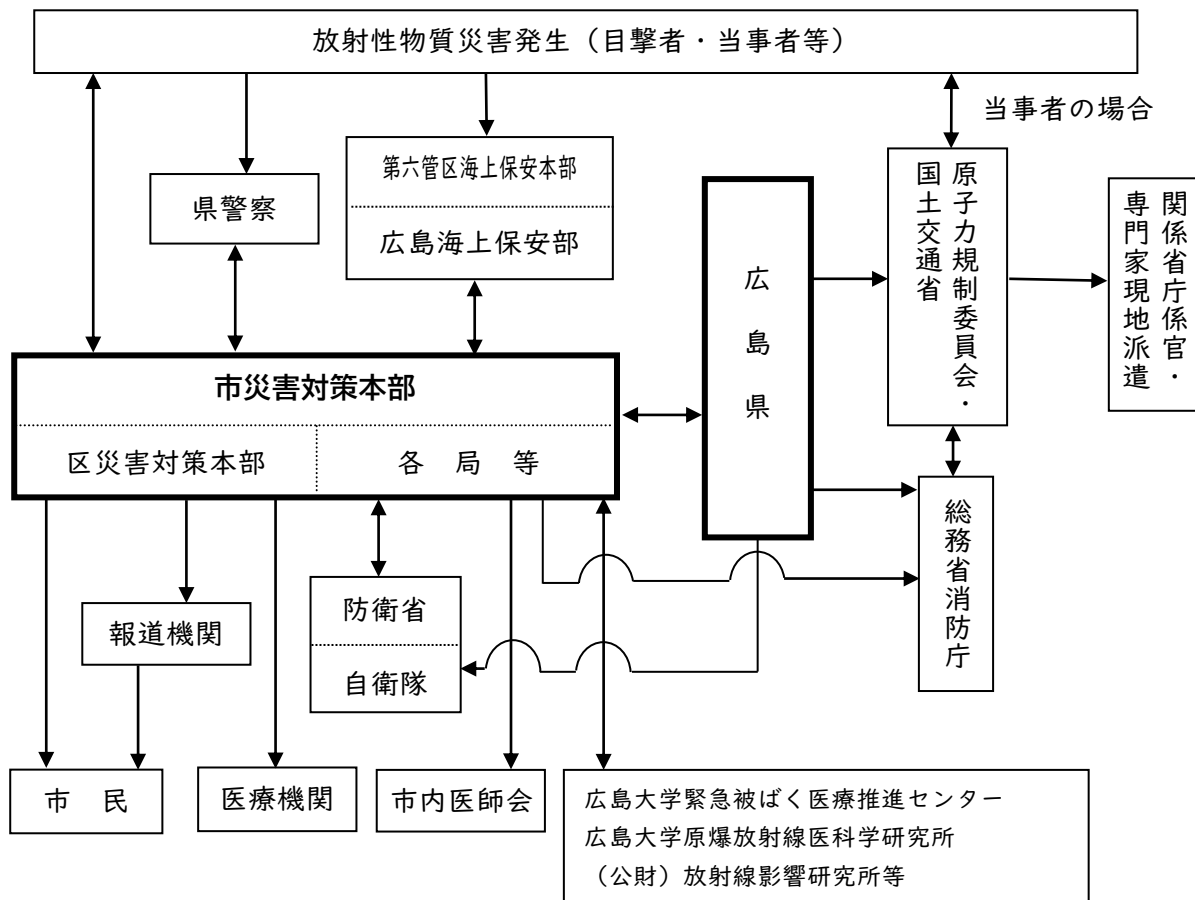 放射性物質災害発生（目撃者・当事者等）
当事者の場合
第六管区海上保安本部
広島海上保安部
県警察
広島県
原子力規制委員会・
国土交通省
関係省庁係官・
専門家現地派遣
市災害対策本部
区災害対策本部
各　局　等
総務省消防庁
防衛省
自衛隊
報道機関
市　民
医療機関
市内医師会
広島大学緊急被ばく医療推進センター
広島大学原爆放射線医科学研究所
（公財）放射線影響研究所等